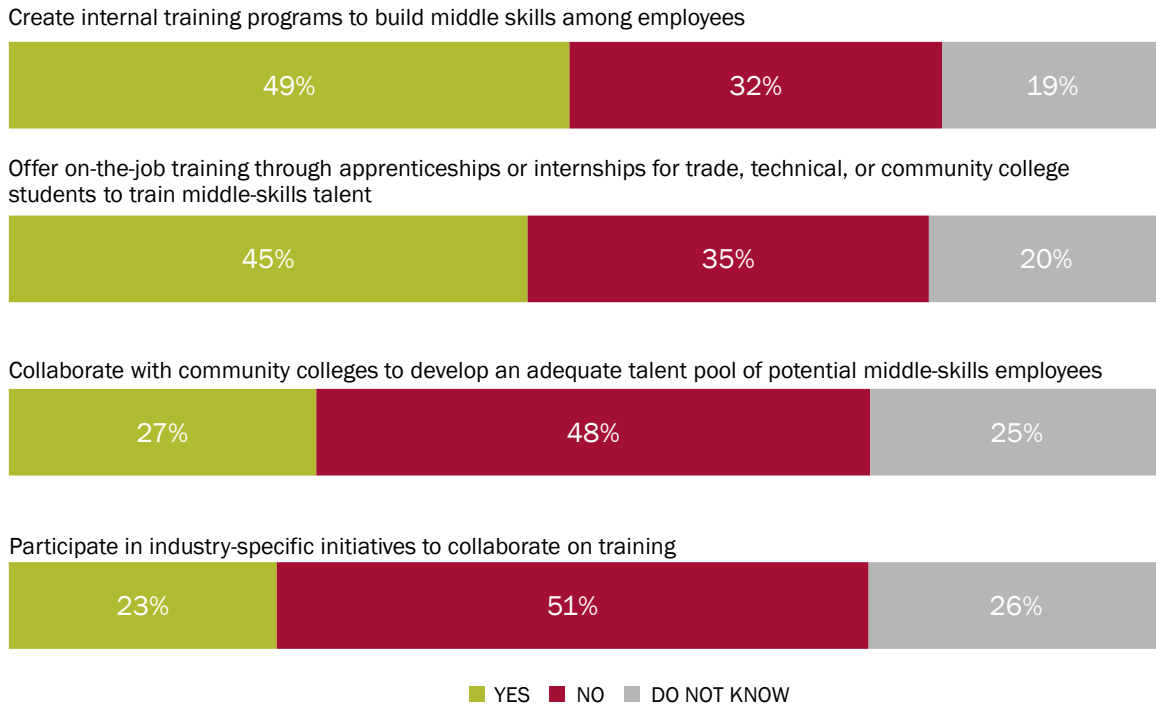 Create internal training programs to build middle skills among employees
49% 32% 19%
Offer on-the-job training through apprenticeships or internships for trade, technical, or community college
students to train middle-skills talent
45% 35% 20%
Collaborate with community colleges to develop an adequate talent pool of potential middle-skills employees
27% 48% 25%
Participate in industry-specific initiatives to collaborate on training
23% 51% 26%
YES NO DO NOT KNOW